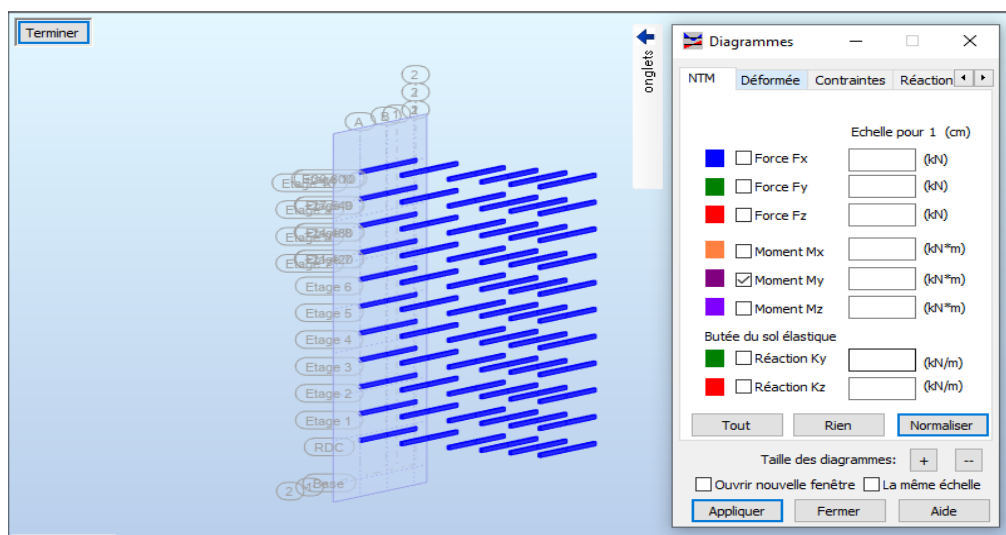 Terminer
onglets
2
2
2
A
B
1
Etage 6
Etage 5
Etage 4
Etage 3
Etage 2
Etage 1
RDC
Base
2
Diagrammes
NTM Déformée Contraintes Réaction
Echelle pour 1 (cm)
Force Fx (kN)
Force Fy (kN)
Force Fz (kN)
Moment Mx (kN*m)
Moment My (kN*m)
Moment Mz (kN*m)
Butée du sol élastique
Réaction Ky (kN/m)
Réaction Kz (kN/m)
Tout Rien Normaliser
Taille des diagrammes: + --
Ouvrir nouvelle fenêtre La même échelle
Appliquer Fermer Aide